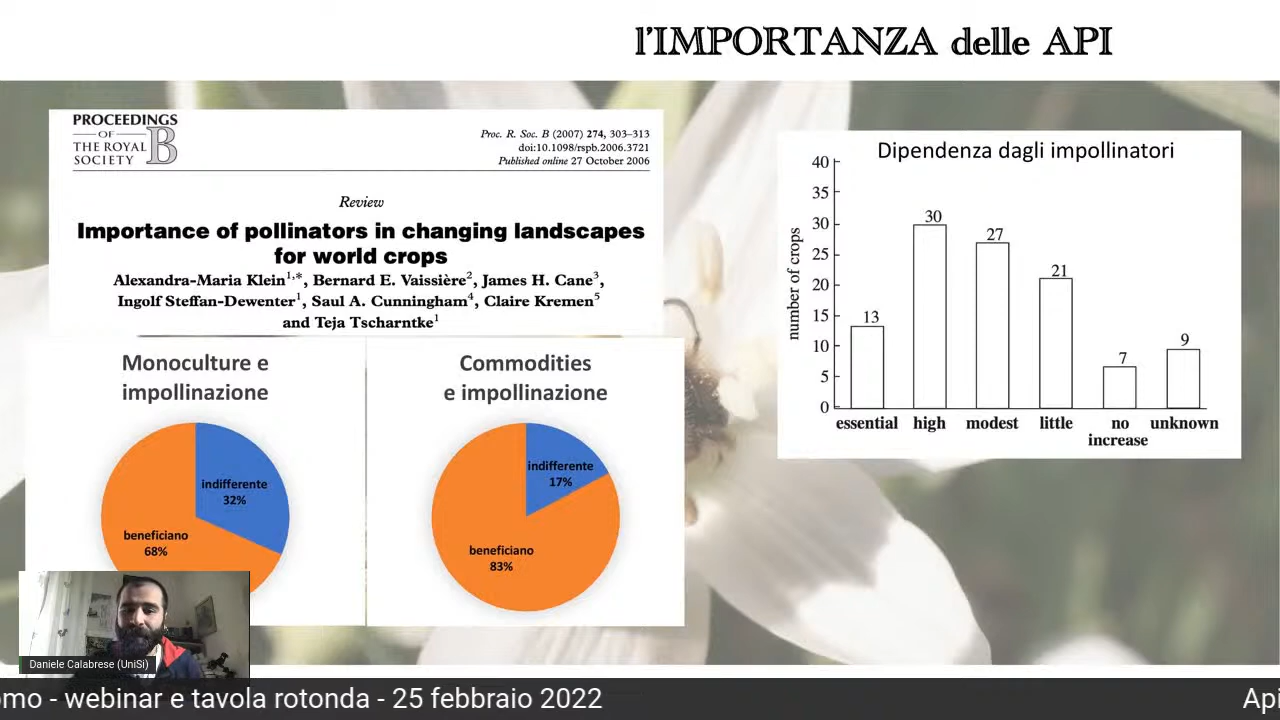 l'IMPORTANZA delle API
PROCEEDINGS
OF
THE ROYAL
SOCIETY
B
Proc. R. Soc. B (2007) 274, 303–313
doi:10.1098/rspb.2006.3721
Published online 27 October 2006
Review
Importance of pollinators in changing landscapes
for world crops
Alexandra-Maria Klein1,*, Bernard E. Vaissière2, James H. Cane3,
Ingolf Steffan-Dewenter1, Saul A. Cunningham4, Claire Kremen5
and Teja Tscharntke1
Monoculture e
impollinazione
indifferente
32%
beneficiano
68%
Commodities
e impollinazione
indifferente
17%
beneficiano
83%
Dipendenza dagli impollinatori
number of crops
40
35
30
25
20
15
10
5
0
13
30
27
21
7
9
essential high modest little no unknown
increase
Daniele Calabrese (UniSi)
omo - webinar e tavola rotonda - 25 febbraio 2022
Api